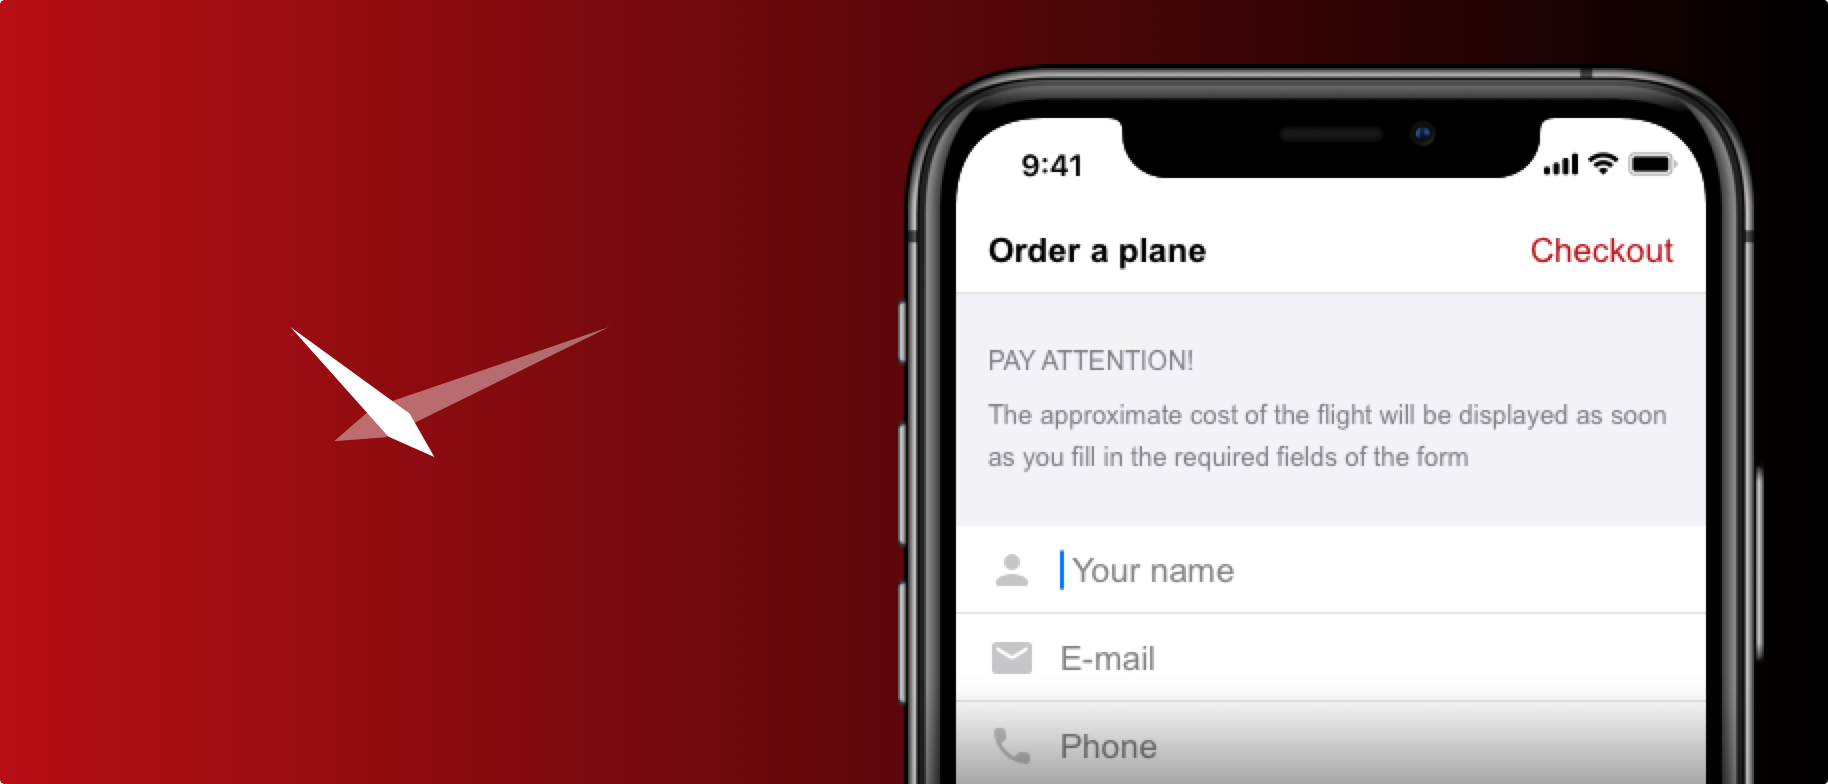 9:41
Order a plane
Checkout
PAY ATTENTION!
The approximate cost of the flight will be displayed as soon
as you fill in the required fields of the form
Your name
E-mail
Phone